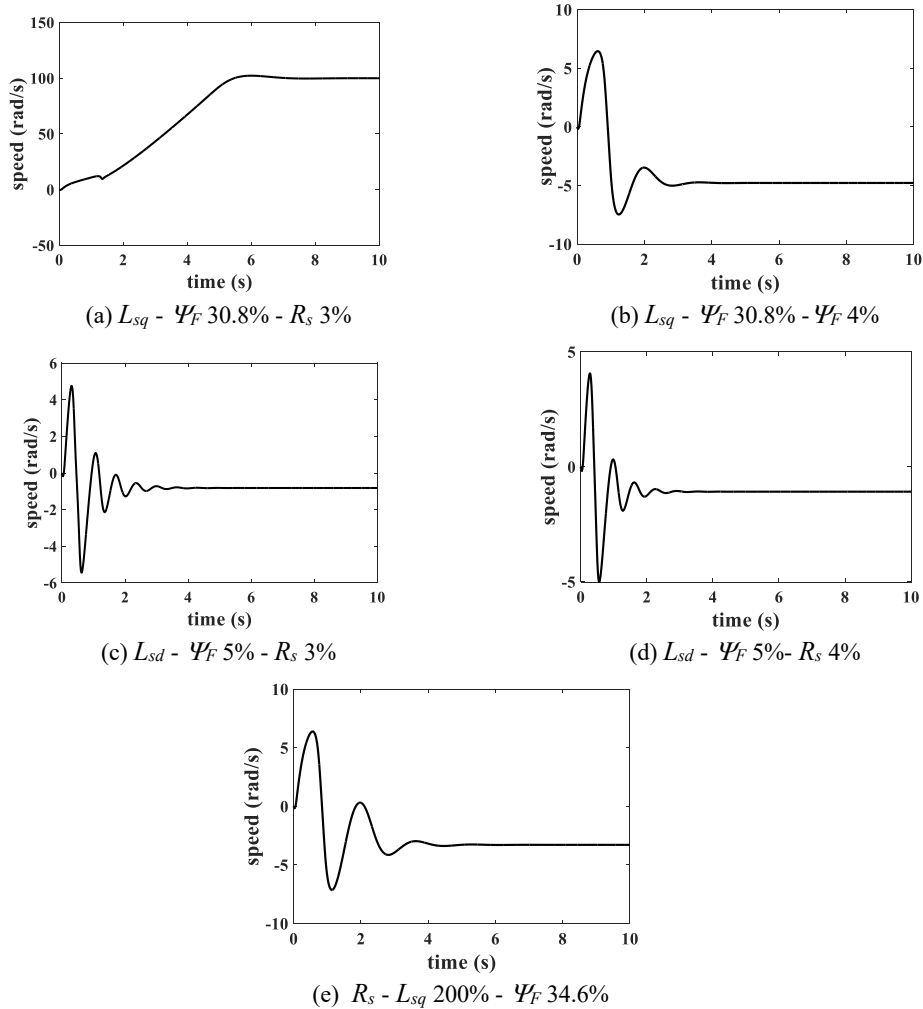 150
100
50
0
-50
speed (rad/s)
0 2 4 6 8 10
time (s)
(a) Lsq - ΨF 30.8% - Rs 3%
10
5
0
-5
-10
speed (rad/s)
0 2 4 6 8 10
time (s)
(b) Lsq - ΨF 30.8% -ΨF 4%
6
4
2
0
-2
-4
-6
speed (rad/s)
0 2 4 6 8 10
time (s)
(c) Lsd - ΨF 5% - Rs 3%
5
0
-5
speed (rad/s)
0 2 4 6 8 10
time (s)
(d) Lsd - ΨF 5%- Rs 4%
10
5
0
-5
-10
speed (rad/s)
0 2 4 6 8 10
time (s)
(e) Rs - Lsq 200% - ΨF 34.6%